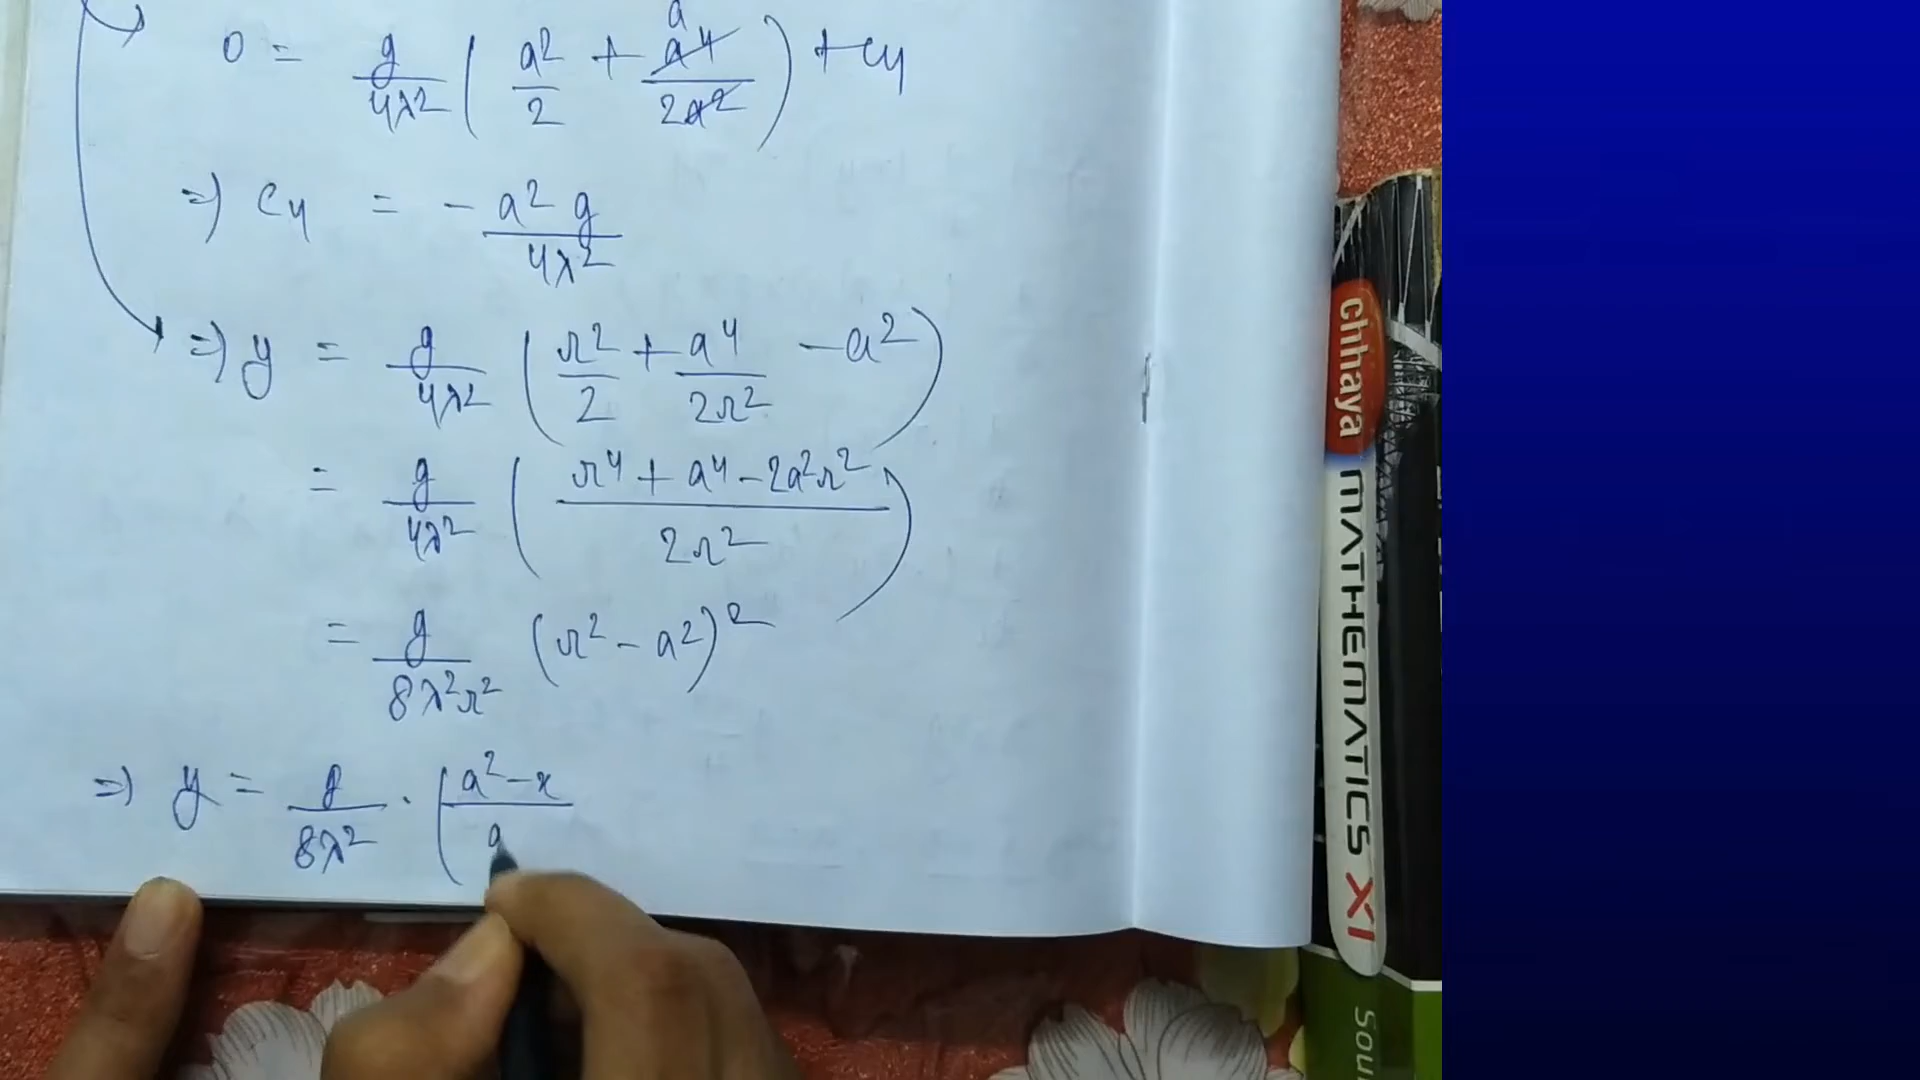 0 = g/4λ² ( a²/2 + a⁴/2a² ) + c4
⇒ c4 = - a² g/4λ²
⇒ y = g/4λ² ( r²/2 + a⁴/2r² - a² )
= g/4λ² ( r⁴ + a⁴ - 2a²r² / 2r² )
= g/8λ²r² (r² - a²)²
⇒ y = g/8λ² · ( a² - x
chhaya
MATHEMATICS XI